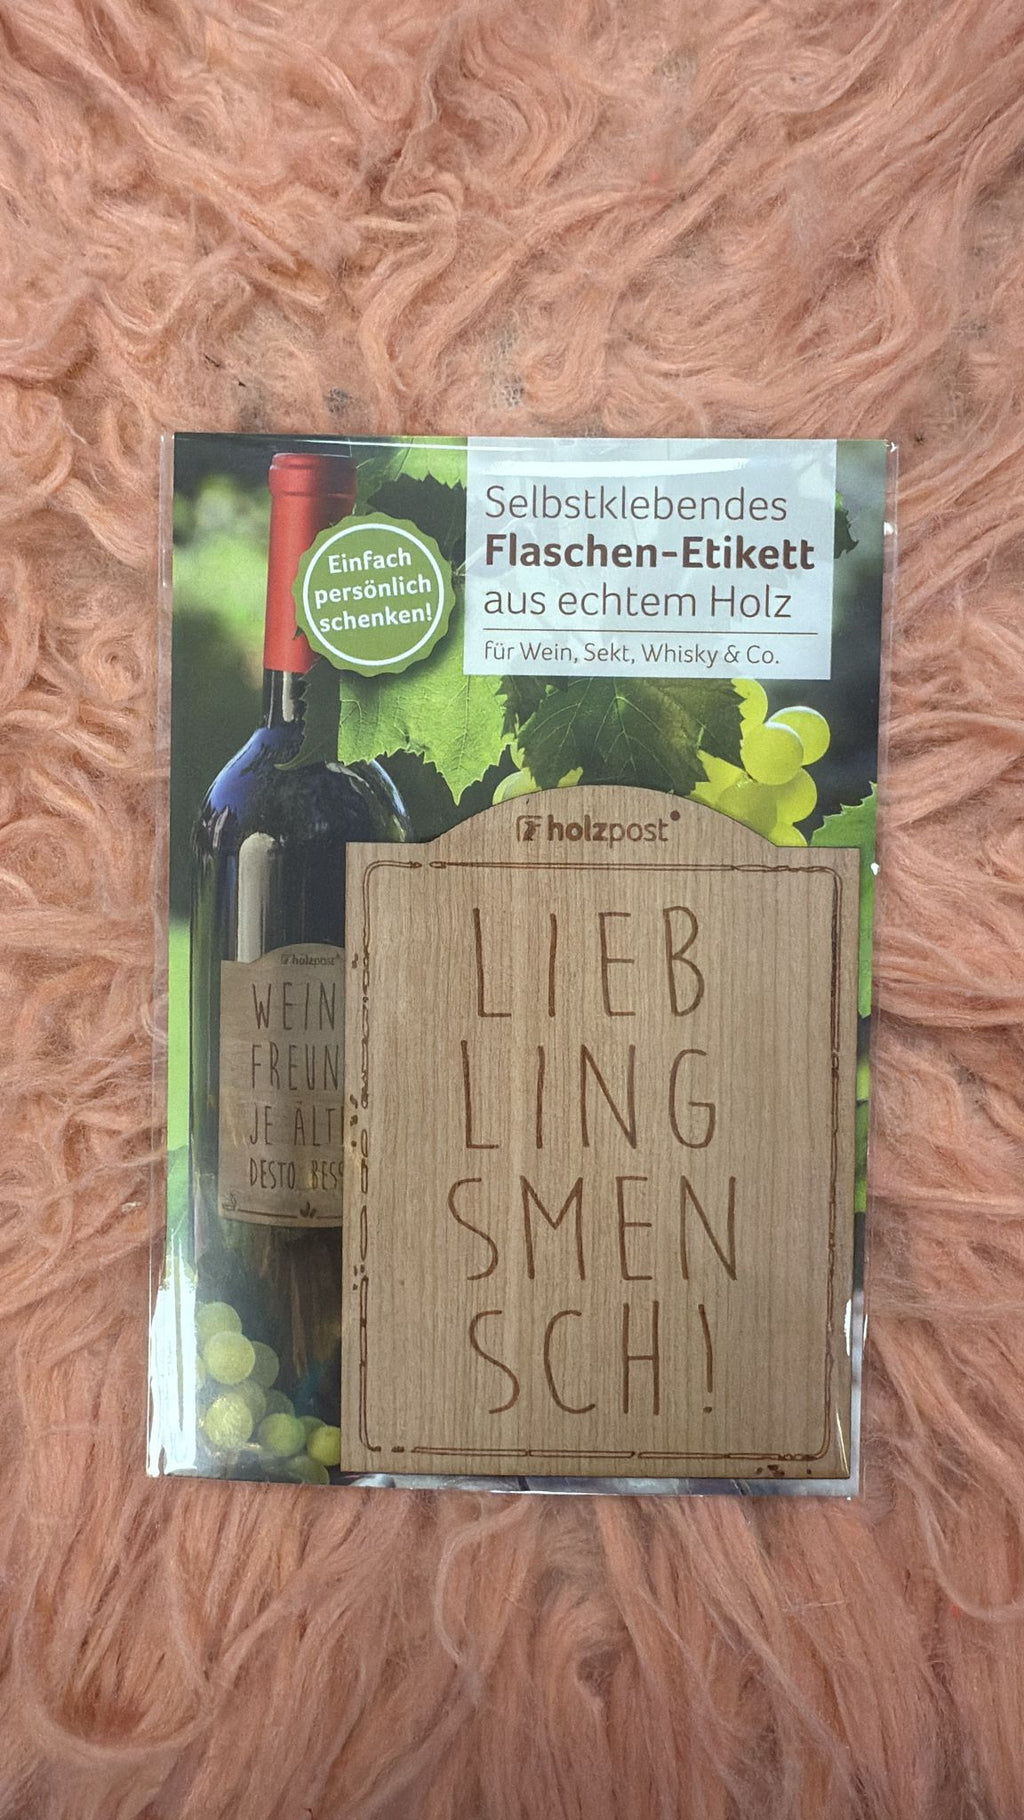 Selbstklebendes
Flaschen-Etikett
aus echtem Holz
für Wein, Sekt, Whisky & Co.
Einfach
persönlich
schenken!
holzpost
LIEB
LING
SMEN
SCH!
holzpost
WEIN
FREUN
JE ÄLT
DESTO BESS